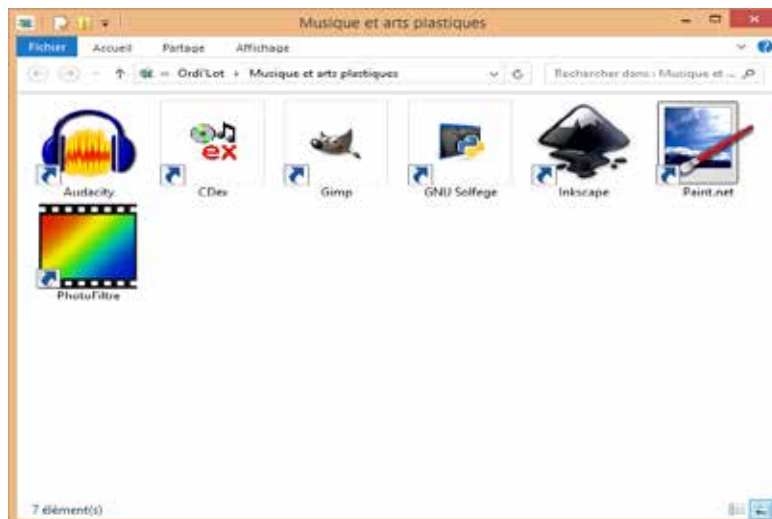 Musique et arts plastiques
Fichier Accueil Partage Affichage
« Ordi'Lot Musique et arts plastiques
Rechercher dans : Musique et ...
Audacity CDex Gimp GNU Solfege Inkscape Paint.net
ex
PhotoFiltre
7 élément(s)